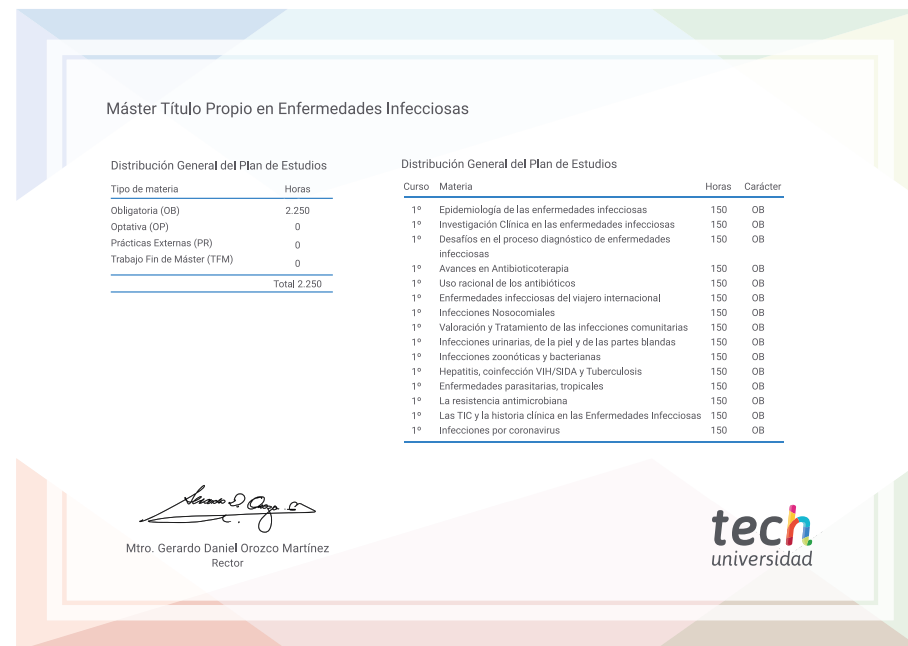 Máster Título Propio en Enfermedades Infecciosas
Distribución General del Plan de Estudios
Tipo de materia Horas
Obligatoria (OB) 2.250
Optativa (OP) 0
Prácticas Externas (PR) 0
Trabajo Fin de Máster (TFM) 0
Total 2.250
Distribución General del Plan de Estudios
Curso Materia Horas Carácter
1º Epidemiología de las enfermedades infecciosas 150 OB
1º Investigación Clínica en las enfermedades infecciosas 150 OB
1º Desafíos en el proceso diagnóstico de enfermedades 150 OB
infecciosas
1º Avances en Antibioticoterapia 150 OB
1º Uso racional de los antibióticos 150 OB
1º Enfermedades infecciosas del viajero internacional 150 OB
1º Infecciones Nosocomiales 150 OB
1º Valoración y Tratamiento de las infecciones comunitarias 150 OB
1º Infecciones urinarias, de la piel y de las partes blandas 150 OB
1º Infecciones zoonóticas y bacterianas 150 OB
1º Hepatitis, coinfección VIH/SIDA y Tuberculosis 150 OB
1º Enfermedades parasitarias, tropicales 150 OB
1º La resistencia antimicrobiana 150 OB
1º Las TIC y la historia clínica en las Enfermedades Infecciosas 150 OB
1º Infecciones por coronavirus 150 OB
Mtro. Gerardo Daniel Orozco Martínez
Rector
tech
universidad